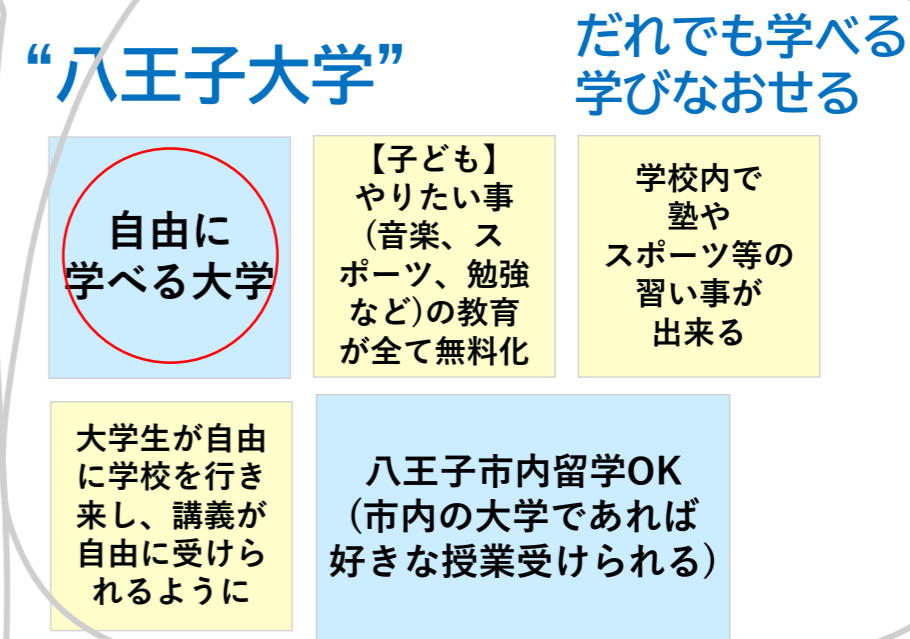 “八王子大学”
だれでも学べる
学びなおせる
自由に
学べる大学
【子ども】
やりたい事
(音楽、ス
ポーツ、勉強
など)の教育
が全て無料化
学校内で
塾や
スポーツ等の
習い事が
出来る
大学生が自由
に学校を行き
来し、講義が
自由に受けら
れるように
八王子市内留学OK
(市内の大学であれば
好きな授業受けられる)